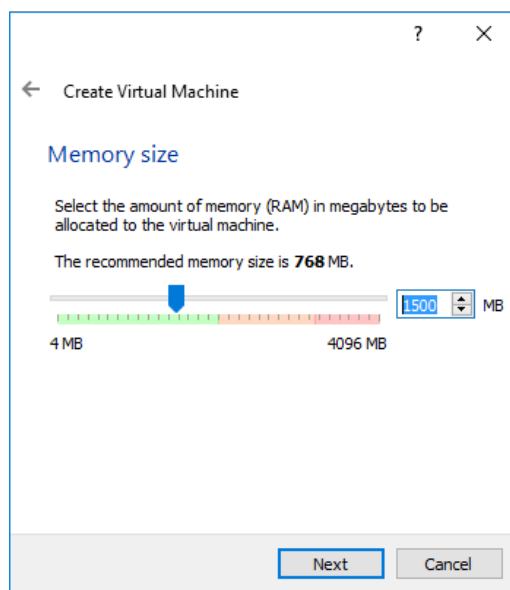 ?
Create Virtual Machine
Memory size
Select the amount of memory (RAM) in megabytes to be
allocated to the virtual machine.
The recommended memory size is 768 MB.
1500 MB
4 MB 4096 MB
Next Cancel